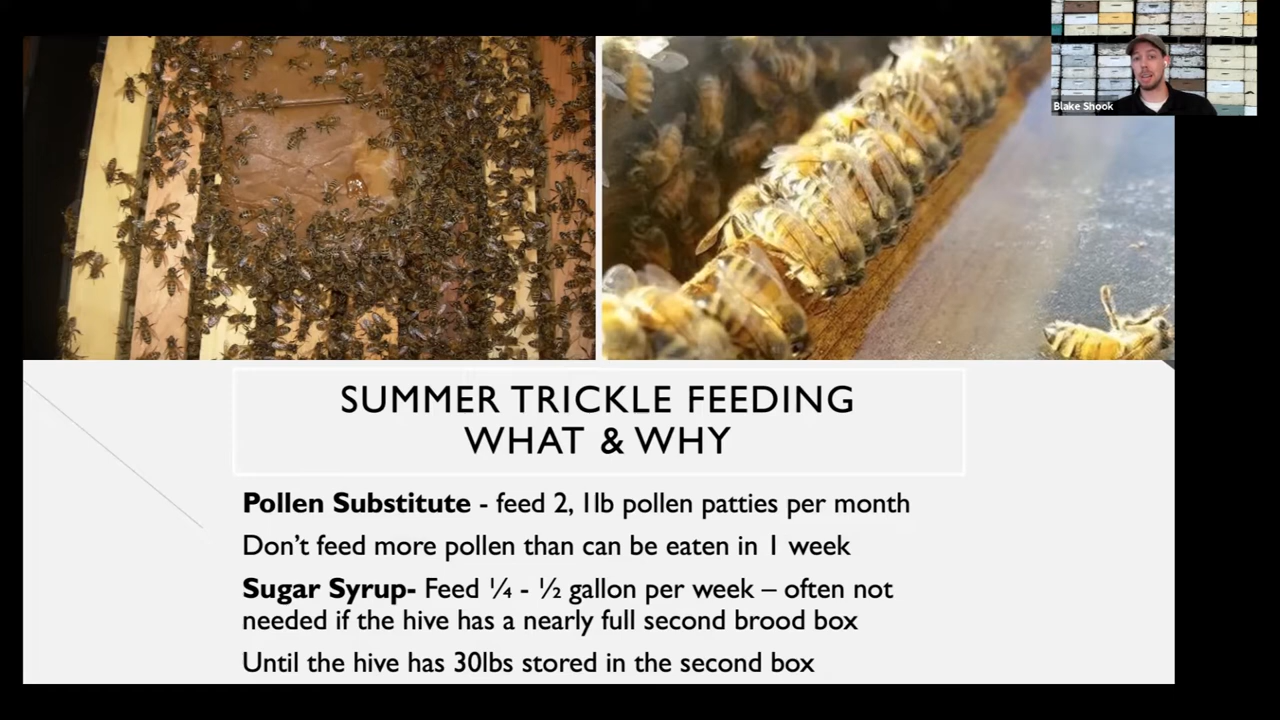 Blake Shook
SUMMER TRICKLE FEEDING
WHAT & WHY
Pollen Substitute - feed 2, 1lb pollen patties per month
Don't feed more pollen than can be eaten in 1 week
Sugar Syrup- Feed ¼ - ½ gallon per week – often not
needed if the hive has a nearly full second brood box
Until the hive has 30lbs stored in the second box